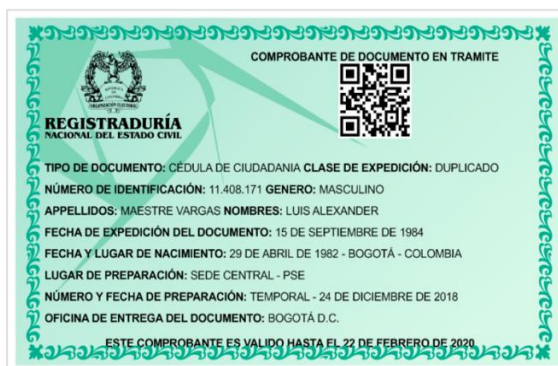 COMPROBANTE DE DOCUMENTO EN TRAMITE
ORGANIZACIÓN ELECTORAL
REGISTRADURÍA
NACIONAL DEL ESTADO CIVIL
TIPO DE DOCUMENTO: CÉDULA DE CIUDADANIA CLASE DE EXPEDICIÓN: DUPLICADO
NÚMERO DE IDENTIFICACIÓN: 11.408.171 GENERO: MASCULINO
APPELLIDOS: MAESTRE VARGAS NOMBRES: LUIS ALEXANDER
FECHA DE EXPEDICIÓN DEL DOCUMENTO: 15 DE SEPTIEMBRE DE 1984
FECHA Y LUGAR DE NACIMIENTO: 29 DE ABRIL DE 1982 - BOGOTÁ - COLOMBIA
LUGAR DE PREPARACIÓN: SEDE CENTRAL - PSE
NÚMERO Y FECHA DE PREPARACIÓN: TEMPORAL - 24 DE DICIEMBRE DE 2018
OFICINA DE ENTREGA DEL DOCUMENTO: BOGOTÁ D.C.
ESTE COMPROBANTE ES VALIDO HASTA EL 22 DE FEBRERO DE 2020